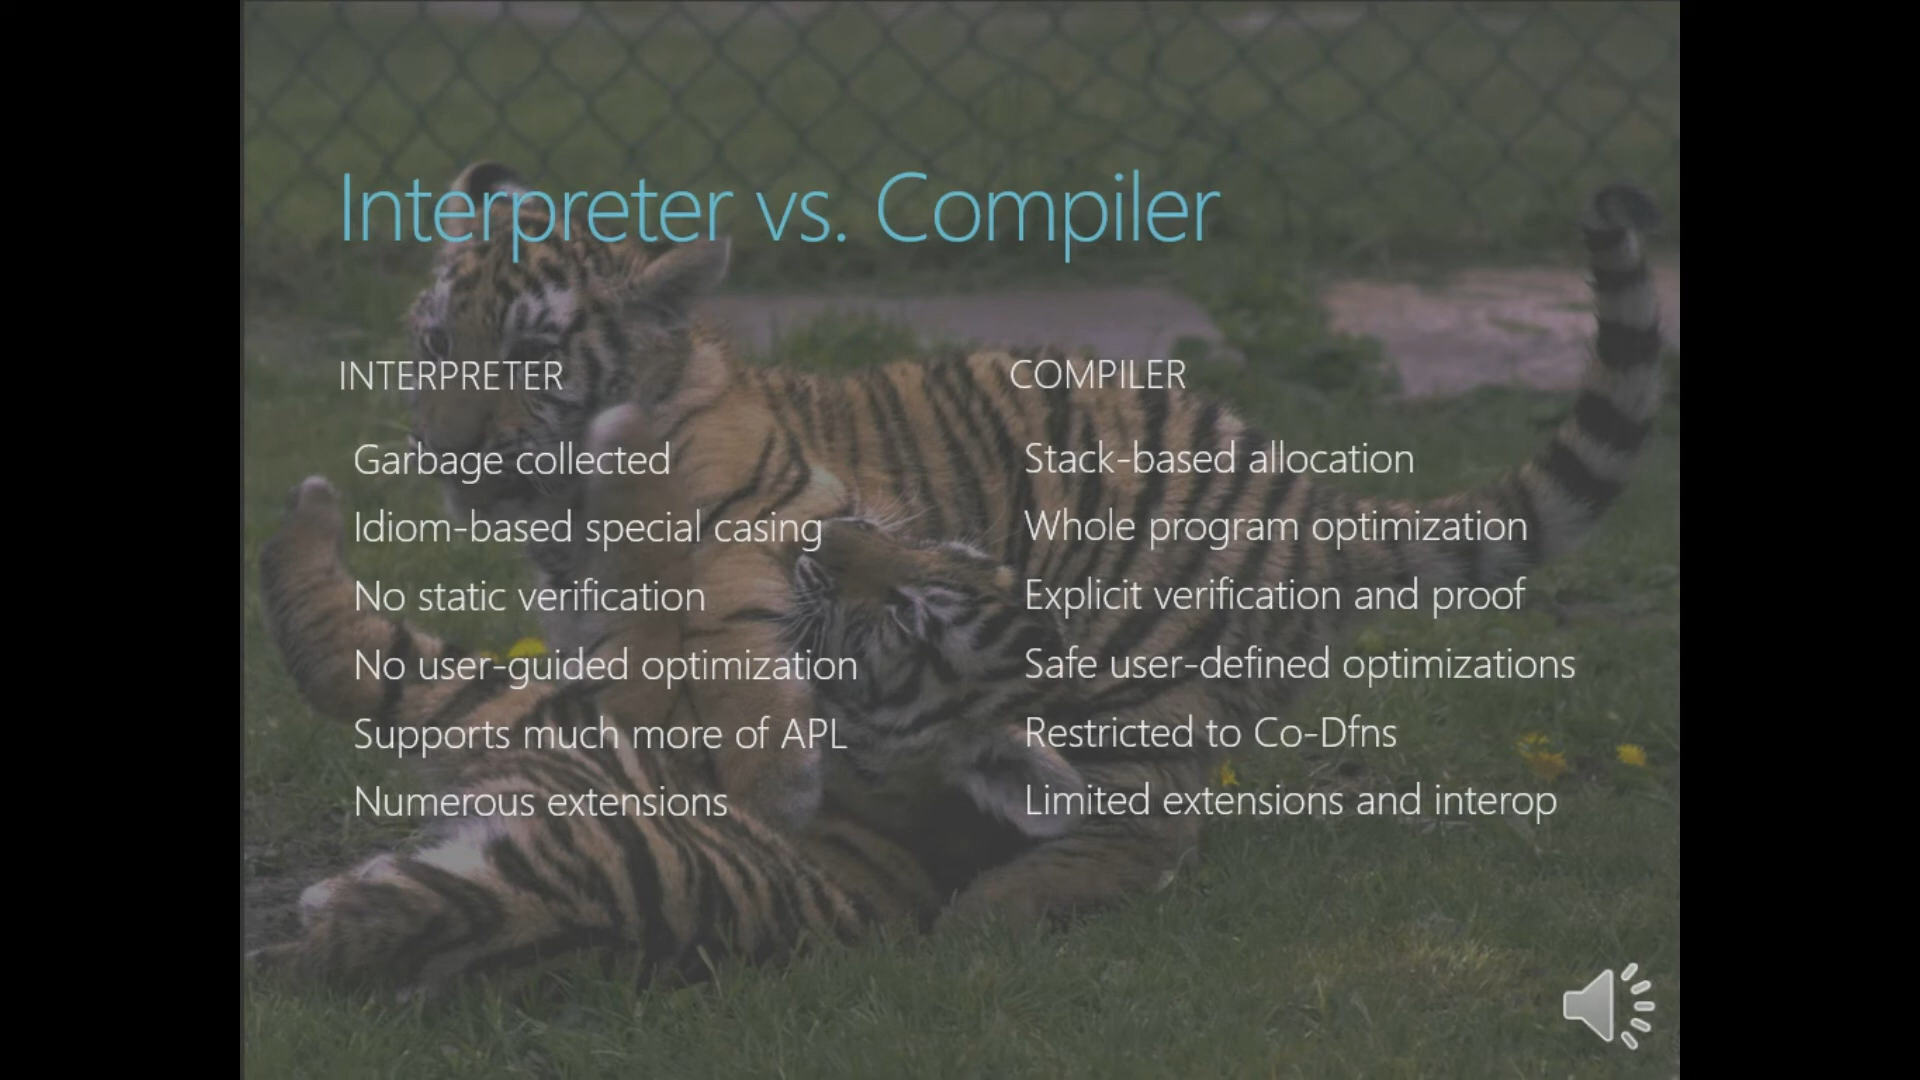 Interpreter vs. Compiler
INTERPRETER
Garbage collected
Idiom-based special casing
No static verification
No user-guided optimization
Supports much more of APL
Numerous extensions
COMPILER
Stack-based allocation
Whole program optimization
Explicit verification and proof
Safe user-defined optimizations
Restricted to Co-Dfns
Limited extensions and interop